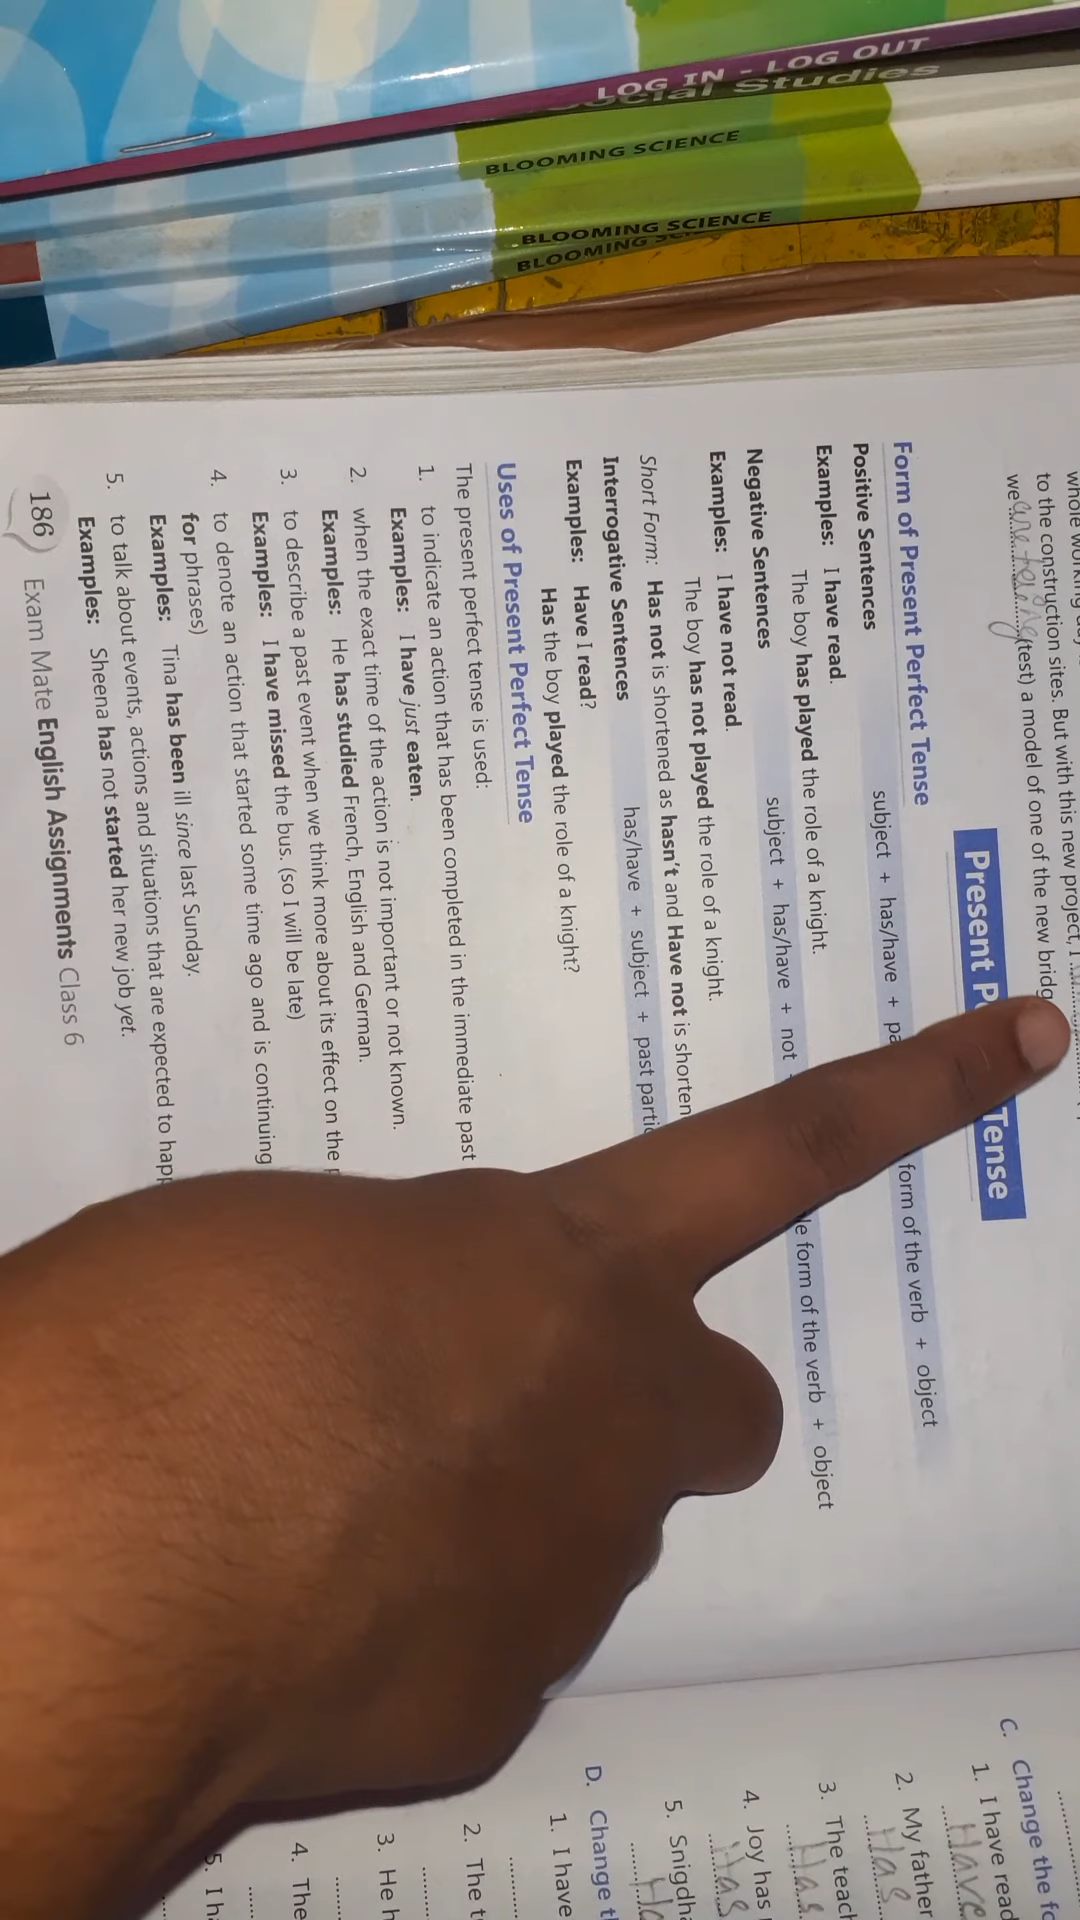 LOG IN - LOG OUT
Social Studies
BLOOMING SCIENCE
BLOOMING SCIENCE
BLOOMING
whole working
to the construction sites. But with this new project, I
we are testing (test) a model of one of the new
Present Tense
Form of Present Perfect Tense
subject + has/have + form of the verb + object
Positive Sentences
Examples: I have read.
The boy has played the role of a knight.
subject + has/have + not form of the verb + object
Negative Sentences
Examples: I have not read.
The boy has not played the role of a knight.
Short Form: Has not is shortened as hasn't and Have not is
has/have + subject + past
Interrogative Sentences
Examples: Have I read?
Has the boy played the role of a knight?
Uses of Present Perfect Tense
The present perfect tense is used:
1. to indicate an action that has been completed in the immediate past
Examples: I have just eaten.
2. when the exact time of the action is not important or not known.
Examples: He has studied French, English and German.
3. to describe a past event when we think more about its effect on the
Examples: I have missed the bus. (so I will be late)
4. to denote an action that started some time ago and is continuing
for phrases)
Examples: Tina has been ill since last Sunday.
5. to talk about events, actions and situations that are expected to
Examples: Sheena has not started her new job yet.
186 Exam Mate English Assignments Class 6
C. Change the
1. I have read
Have
2. My father
Has
3. The
Has
4. Joy has
Has
5.
D. Change
1. I have
2. The
3. He
4. The
5. I